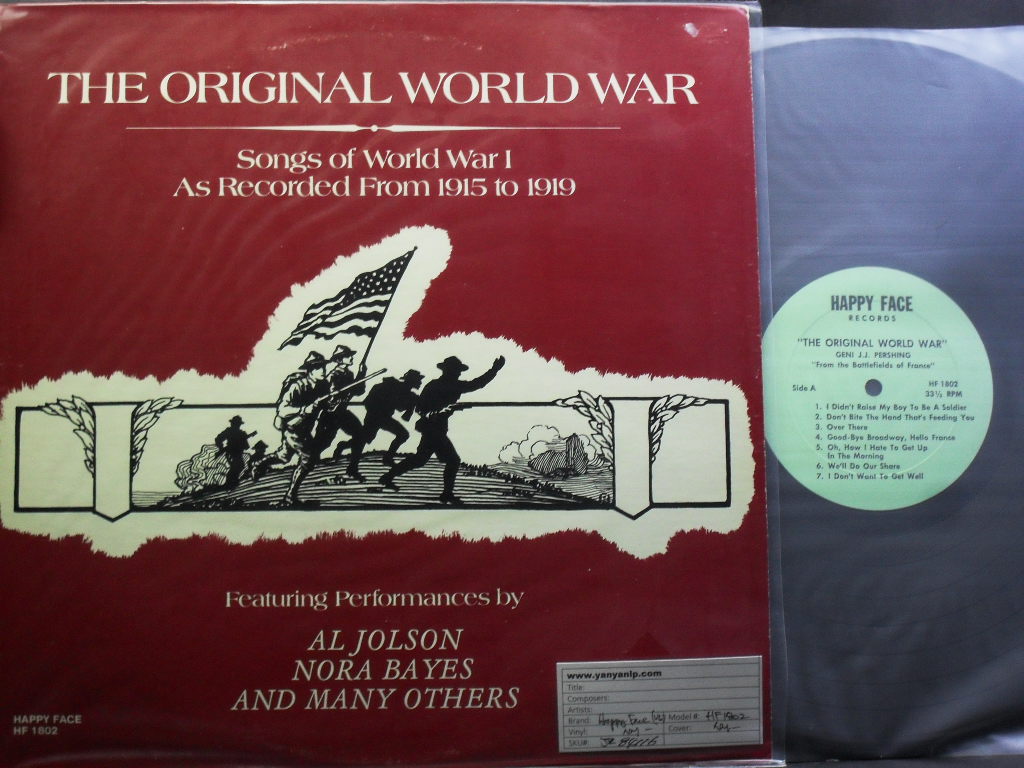 THE ORIGINAL WORLD WAR
Songs of World War I
As Recorded From 1915 to 1919
Featuring Performances by
AL JOLSON
NORA BAYES
AND MANY OTHERS
HAPPY FACE
HF 1802
www.yanyanlp.com
Title:
Composers:
Artists:
Brand: Happy Face Model #: HF 1802
Vinyl: Cover:
SKU#:
HAPPY FACE
RECORDS
"THE ORIGINAL WORLD WAR"
GENl J.J. PERSHING
"From the Battlefields of France"
Side A
HF 1802
33⅓ RPM
1. I Didn't Raise My Boy To Be A Soldier
2. Don't Bite The Hand That's Feeding You
3. Over There
4. Good-Bye Broadway, Hello France
5. Oh, How I Hate To Get Up
In The Morning
6. We'll Do Our Share
7. I Don't Want To Get Well